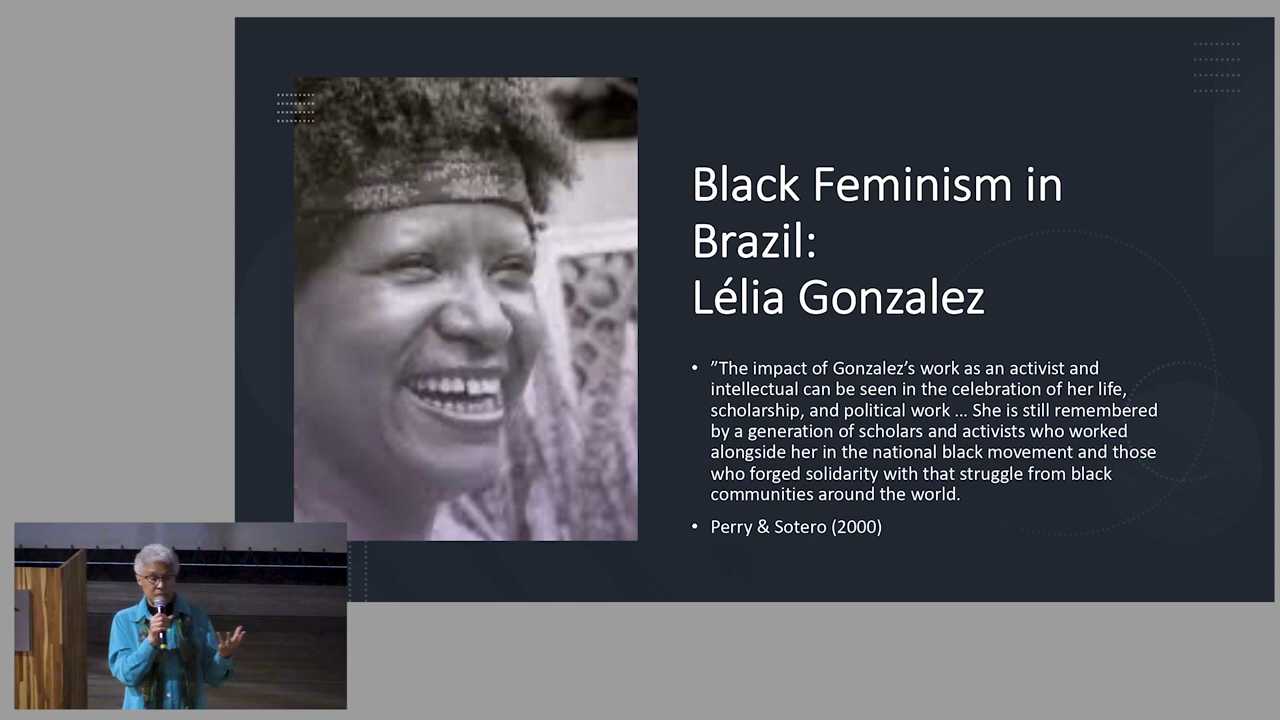 Black Feminism in
Brazil:
Lélia Gonzalez
• ”The impact of Gonzalez’s work as an activist and
intellectual can be seen in the celebration of her life,
scholarship, and political work ... She is still remembered
by a generation of scholars and activists who worked
alongside her in the national black movement and those
who forged solidarity with that struggle from black
communities around the world.
• Perry & Sotero (2000)